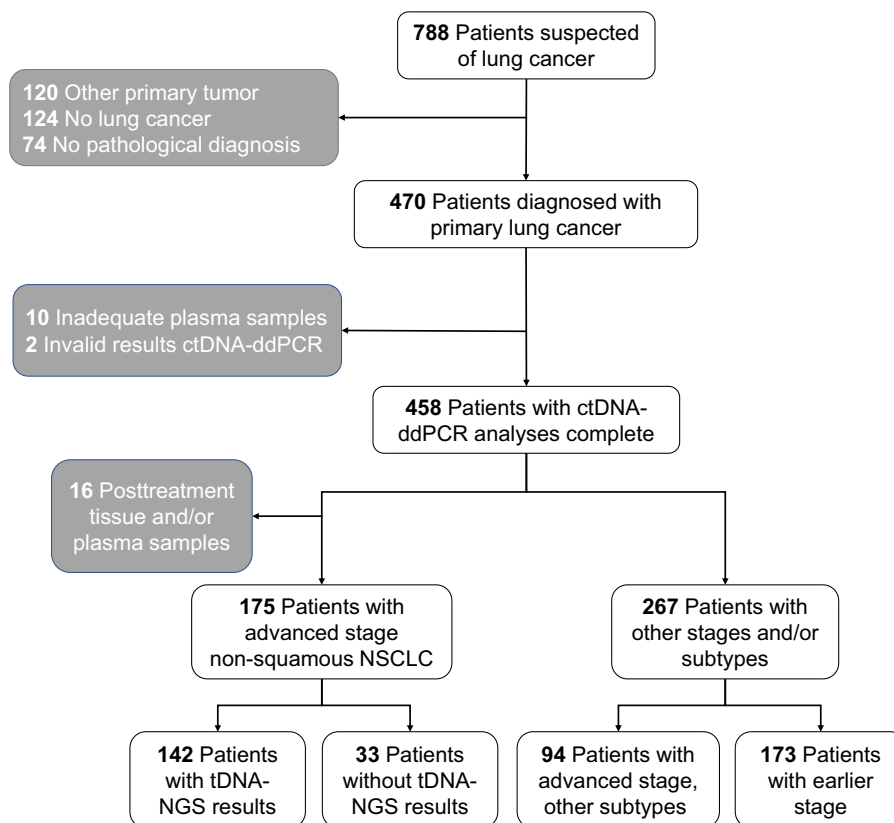 788 Patients suspected
of lung cancer
120 Other primary tumor
124 No lung cancer
74 No pathological diagnosis
470 Patients diagnosed with
primary lung cancer
10 Inadequate plasma samples
2 Invalid results ctDNA-ddPCR
458 Patients with ctDNA-
ddPCR analyses complete
16 Posttreatment
tissue and/or
plasma samples
175 Patients with
advanced stage
non-squamous NSCLC
267 Patients with
other stages and/or
subtypes
142 Patients
with tDNA-
NGS results
33 Patients
without tDNA-
NGS results
94 Patients with
advanced stage,
other subtypes
173 Patients
with earlier
stage